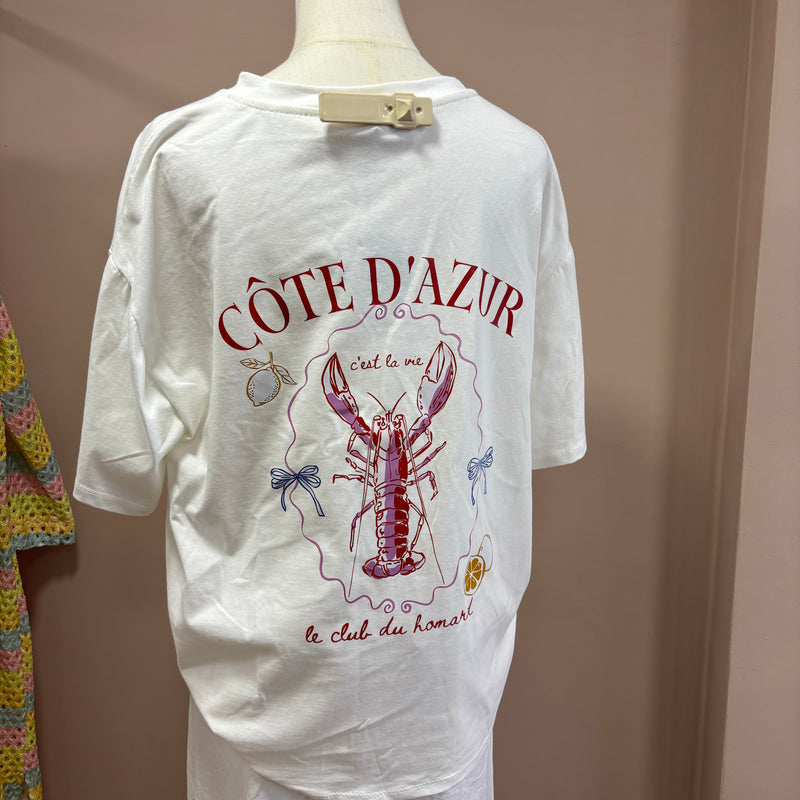 CÔTE D'AZUR
c'est la vie
le club du homard